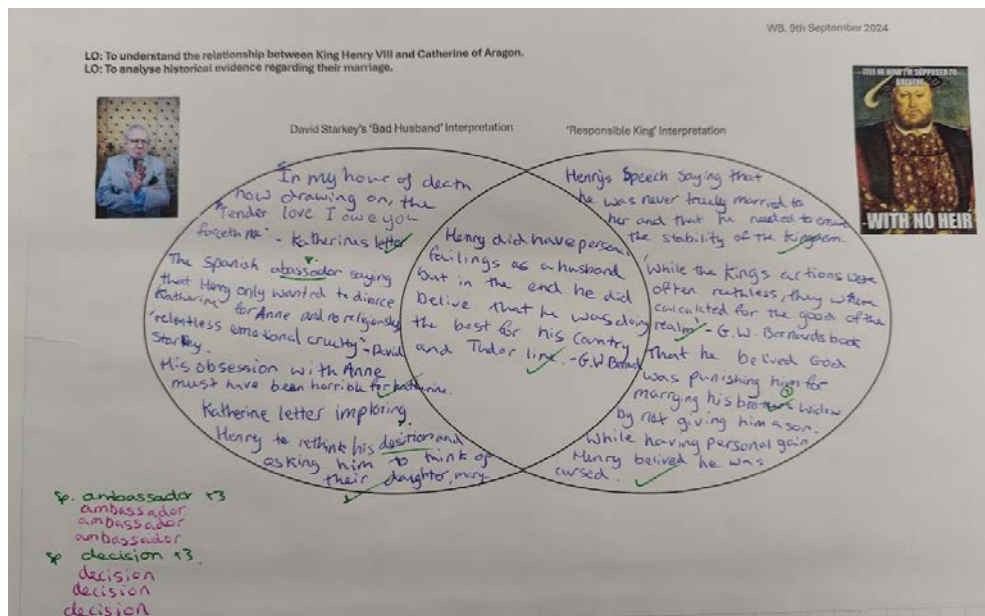 WB. 9th September 2024
LO: To understand the relationship between King Henry VIII and Catherine of Aragon.
LO: To analyse historical evidence regarding their marriage.
David Starkey's 'Bad Husband' Interpretation
'Responsible King' Interpretation
TELL ME HOW I'M SUPPOSED TO
BREATHE
-WITH NO HEIR
"In my hour of death
now drawing on, the
tender love I owe you
forceth me" - Katherines letter
The Spanish abassador saying
that Henry only wanted to divorce
Katherine for Anne and no religiously
"relentless emotional cruelty" - David
Starkey.
His obsession with Anne
must have been horrible for katherine.
Katherine letter imploring
Henry to rethink his desition and
asking him to think of
their daughter, mary.
Henry did have personal
failings as a husband
but in the end he did
belive that he was doing
the best for his Cantry
and Tudor line. - G.W
Henrys Speech saying that
he was never truly married to
her and that he needed to
the stability of the kingdom.
'While the Kings actions were
often ruthless, they where
calculated for the good of the
realm' - G.W. Bernards book
That he belived God
was punishing him for
marrying his widow
by not giving him a son.
While having personal gain
Henry belived he was
cursed.
sp. ambassador x3
ambassador
ambassador
ambassador
sp decision x3.
decision
decision
decision